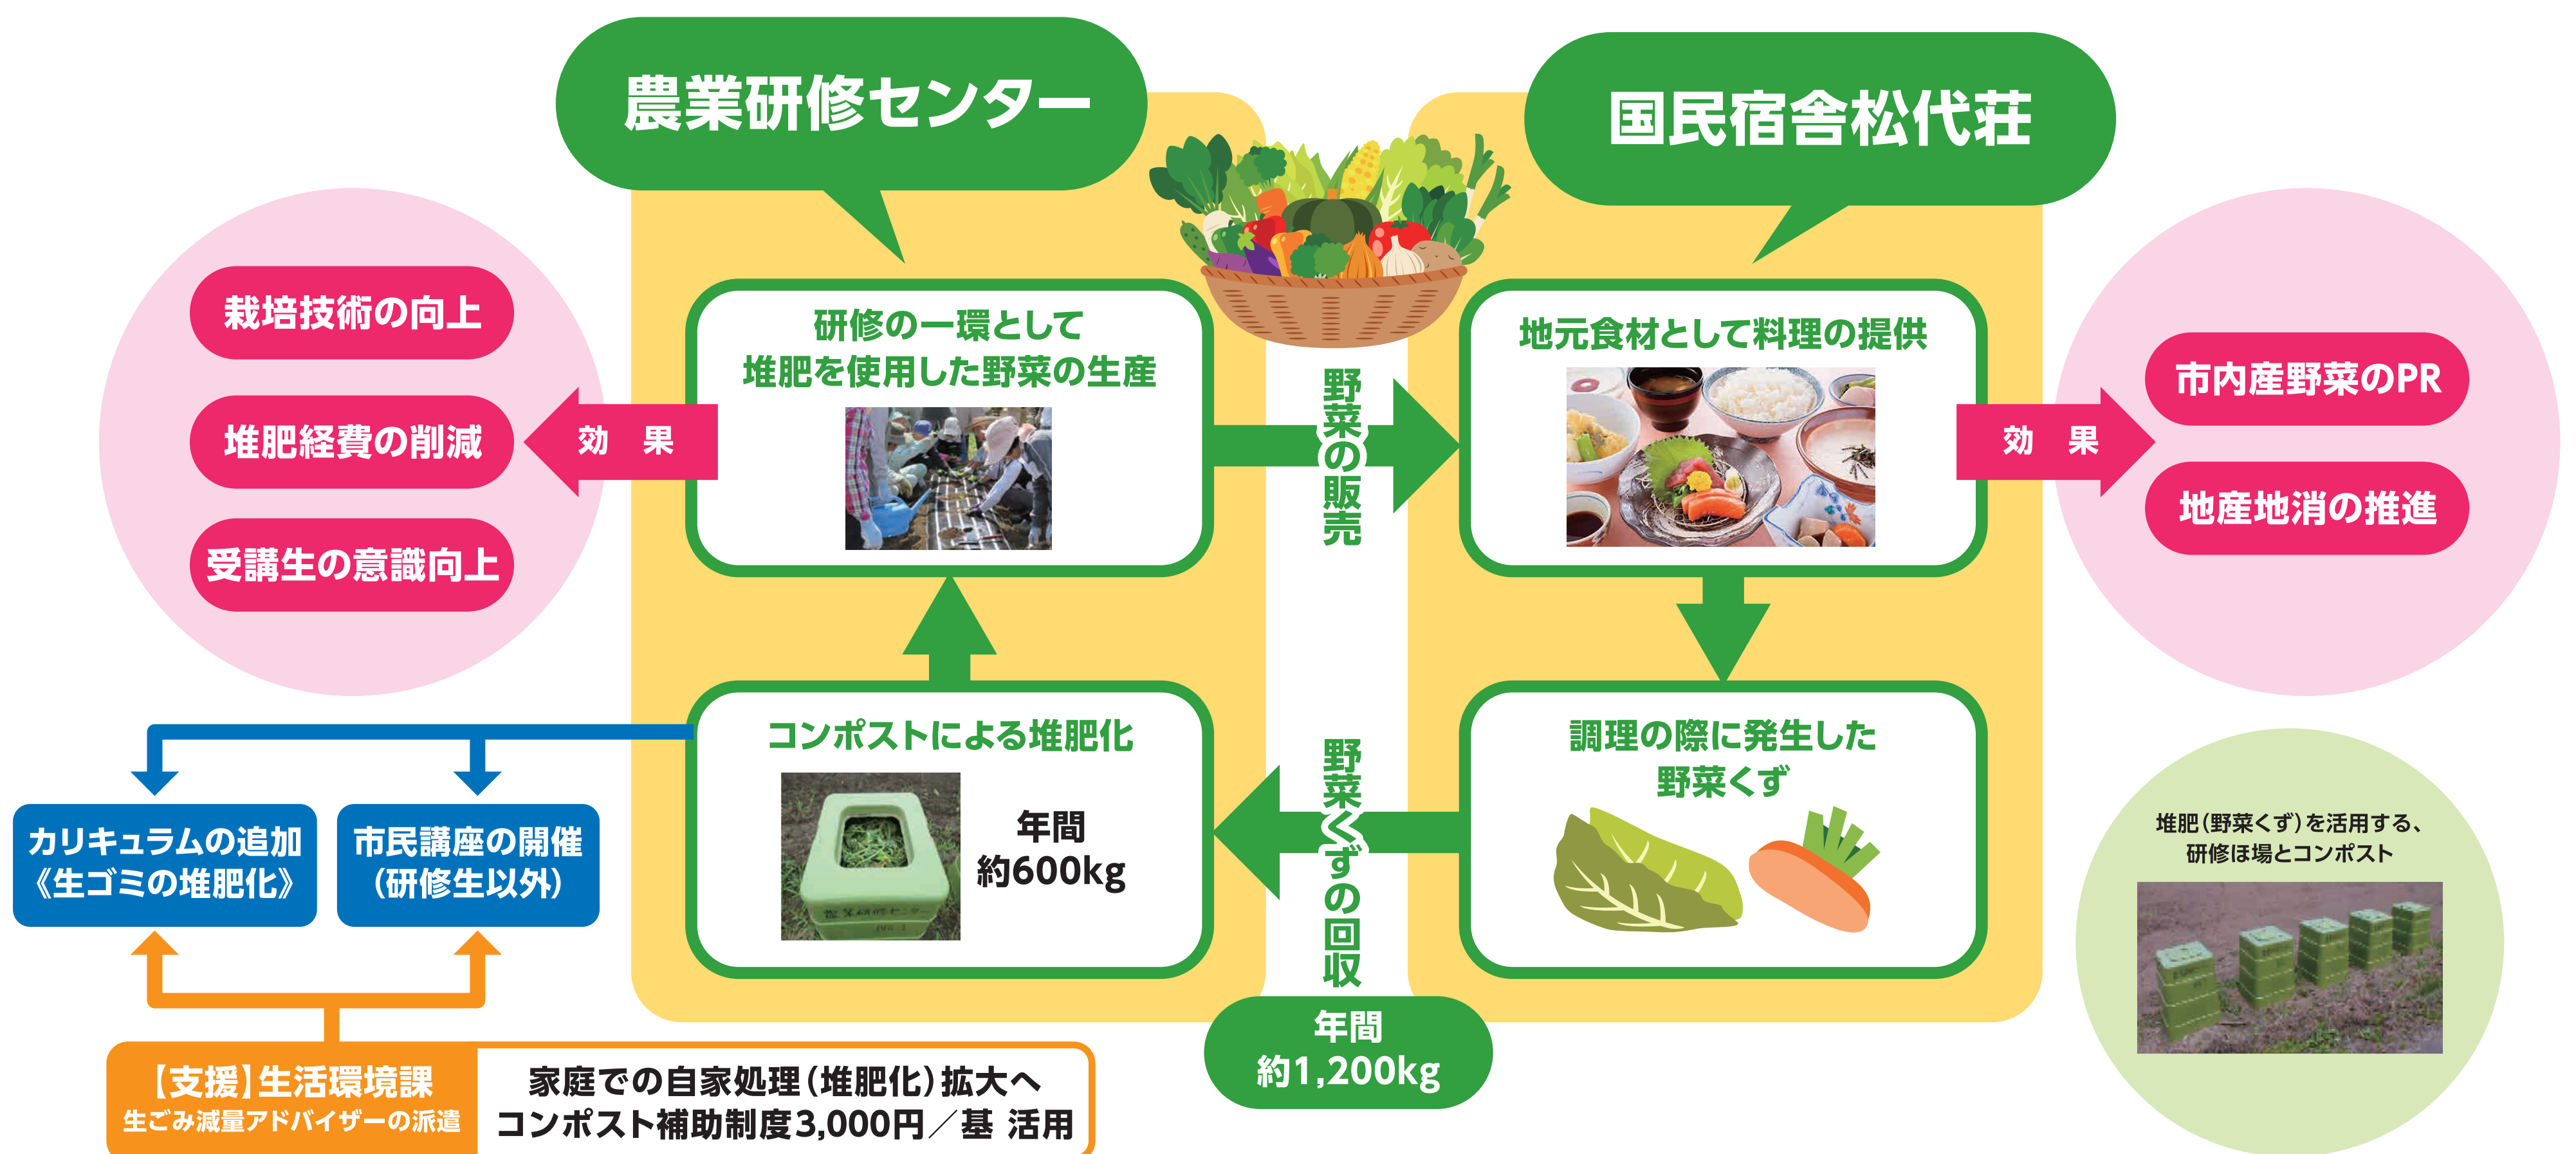 農業研修センター
国民宿舎松代荘
栽培技術の向上
堆肥経費の削減
受講生の意識向上
効 果
研修の一環として
堆肥を使用した野菜の生産
野菜の販売
地元食材として料理の提供
効 果
市内産野菜のPR
地産地消の推進
コンポストによる堆肥化
年間
約600kg
野菜くずの回収
年間
約1,200kg
調理の際に発生した
野菜くず
カリキュラムの追加
《生ゴミの堆肥化》
市民講座の開催
(研修生以外)
【支援】生活環境課
生ごみ減量アドバイザーの派遣
家庭での自家処理(堆肥化)拡大へ
コンポスト補助制度3,000円/基 活用
堆肥(野菜くず)を活用する、
研修ほ場とコンポスト